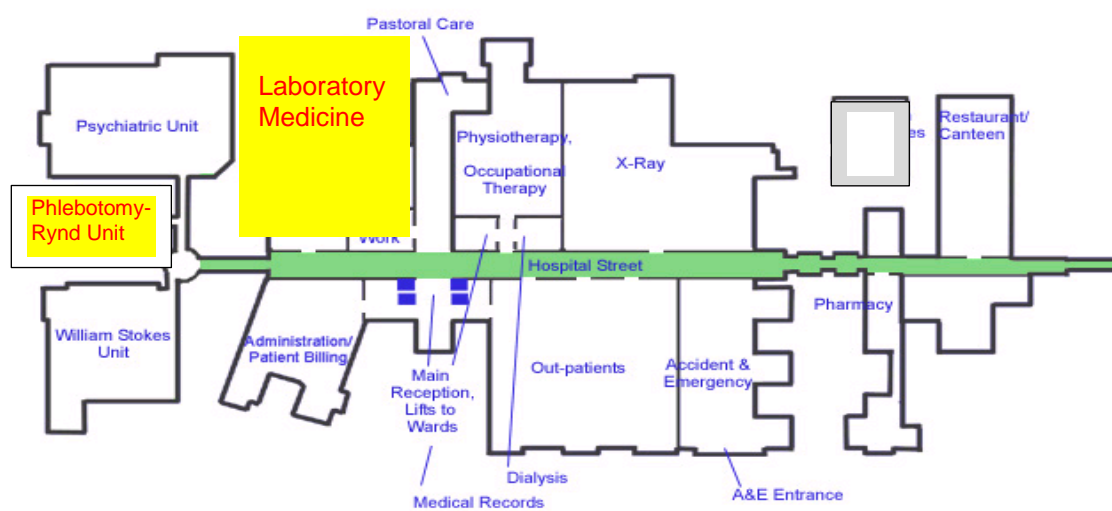 Pastoral Care
Laboratory
Medicine
Psychiatric Unit
Physiotherapy,
Occupational
Therapy
X-Ray
Restaurant/
Canteen
Phlebotomy-
Rynd Unit
Work
Hospital Street
William Stokes
Unit
Administration/
Patient Billing
Main
Reception,
Lifts to
Wards
Out-patients
Accident &
Emergency
Pharmacy
Dialysis
Medical Records
A&E Entrance